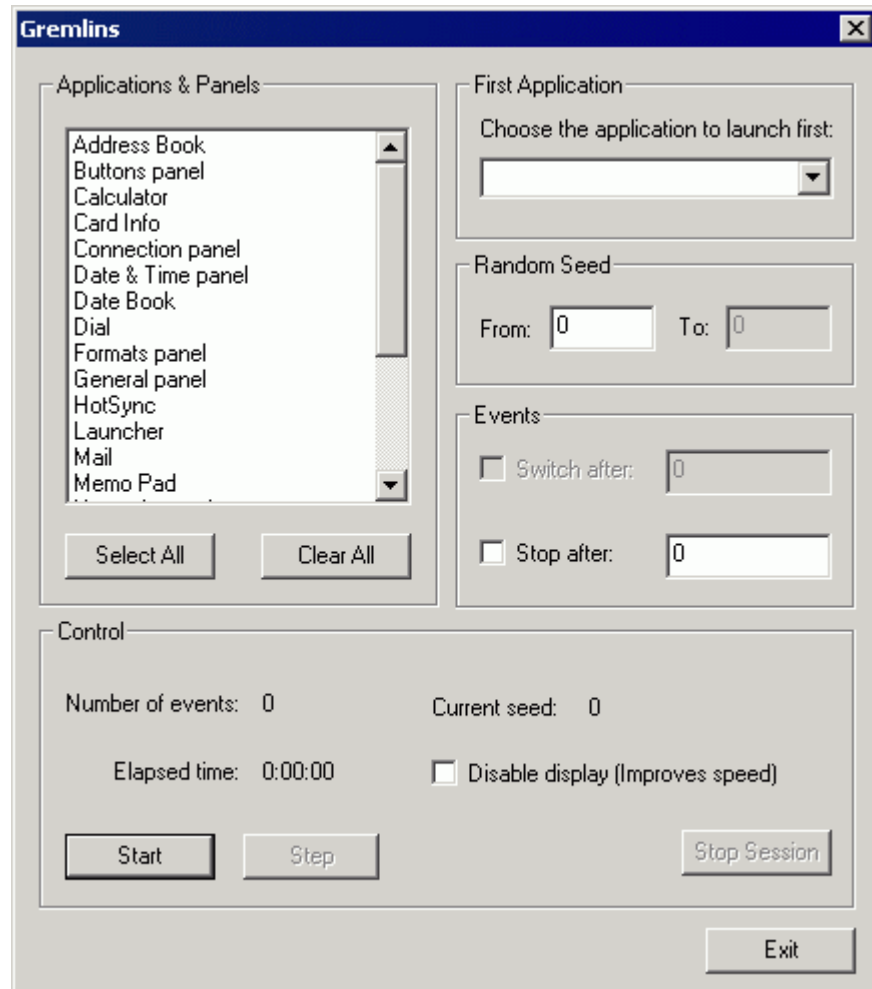 Gremlins
Applications & Panels
Address Book
Buttons panel
Calculator
Card Info
Connection panel
Date & Time panel
Date Book
Dial
Formats panel
General panel
HotSync
Launcher
Mail
Memo Pad
Select All
Clear All
First Application
Choose the application to launch first:
Random Seed
From: 0 To: 0
Events
Switch after: 0
Stop after: 0
Control
Number of events: 0
Current seed: 0
Elapsed time: 0:00:00
Disable display (Improves speed)
Start
Step
Stop Session
Exit